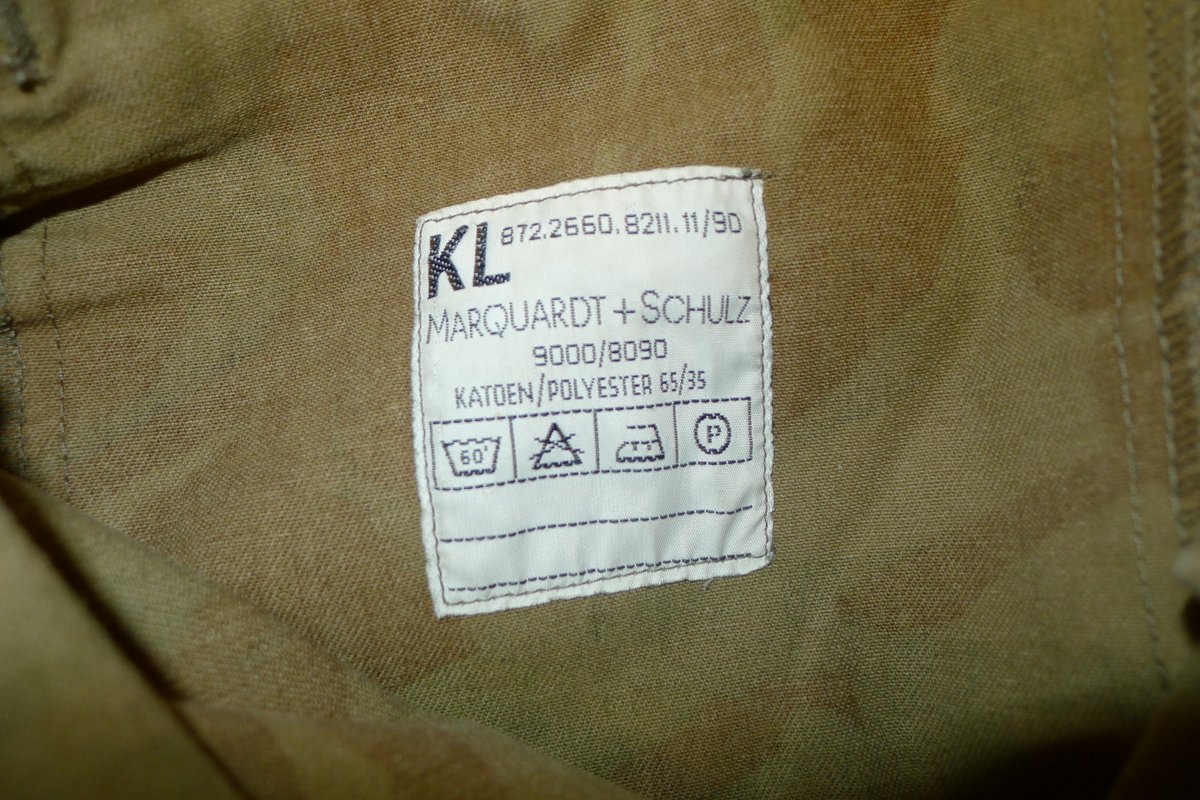 KL 872.2660.8211.11/90
MARQUARDT + SCHULZ
9000/8090
KATOEN/POLYESTER 65/35
60° P